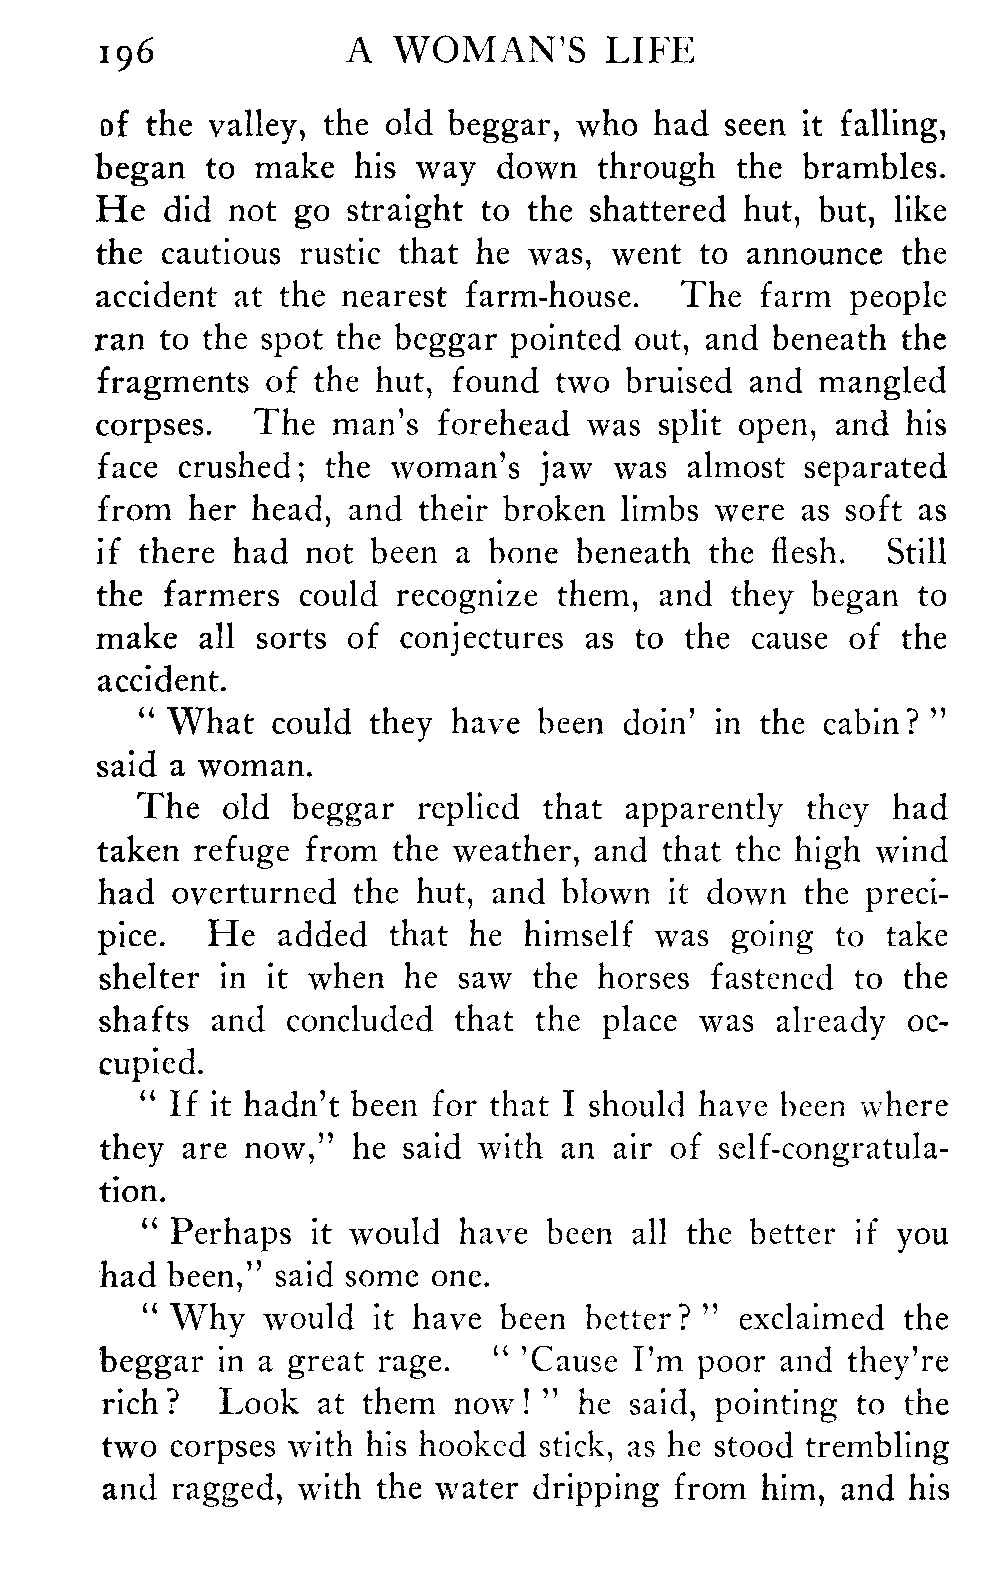 196 A WOMAN'S LIFE
of the valley, the old beggar, who had seen it falling,
began to make his way down through the brambles.
He did not go straight to the shattered hut, but, like
the cautious rustic that he was, went to announce the
accident at the nearest farm-house. The farm people
ran to the spot the beggar pointed out, and beneath the
fragments of the hut, found two bruised and mangled
corpses. The man's forehead was split open, and his
face crushed; the woman's jaw was almost separated
from her head, and their broken limbs were as soft as
if there had not been a bone beneath the flesh. Still
the farmers could recognize them, and they began to
make all sorts of conjectures as to the cause of the
accident.
“ What could they have been doin' in the cabin? ”
said a woman.
The old beggar replied that apparently they had
taken refuge from the weather, and that the high wind
had overturned the hut, and blown it down the preci-
pice. He added that he himself was going to take
shelter in it when he saw the horses fastened to the
shafts and concluded that the place was already oc-
cupied.
“ If it hadn't been for that I should have been where
they are now,” he said with an air of self-congratula-
tion.
“ Perhaps it would have been all the better if you
had been,” said some one.
“ Why would it have been better? ” exclaimed the
beggar in a great rage. “ 'Cause I'm poor and they're
rich? Look at them now! ” he said, pointing to the
two corpses with his hooked stick, as he stood trembling
and ragged, with the water dripping from him, and his